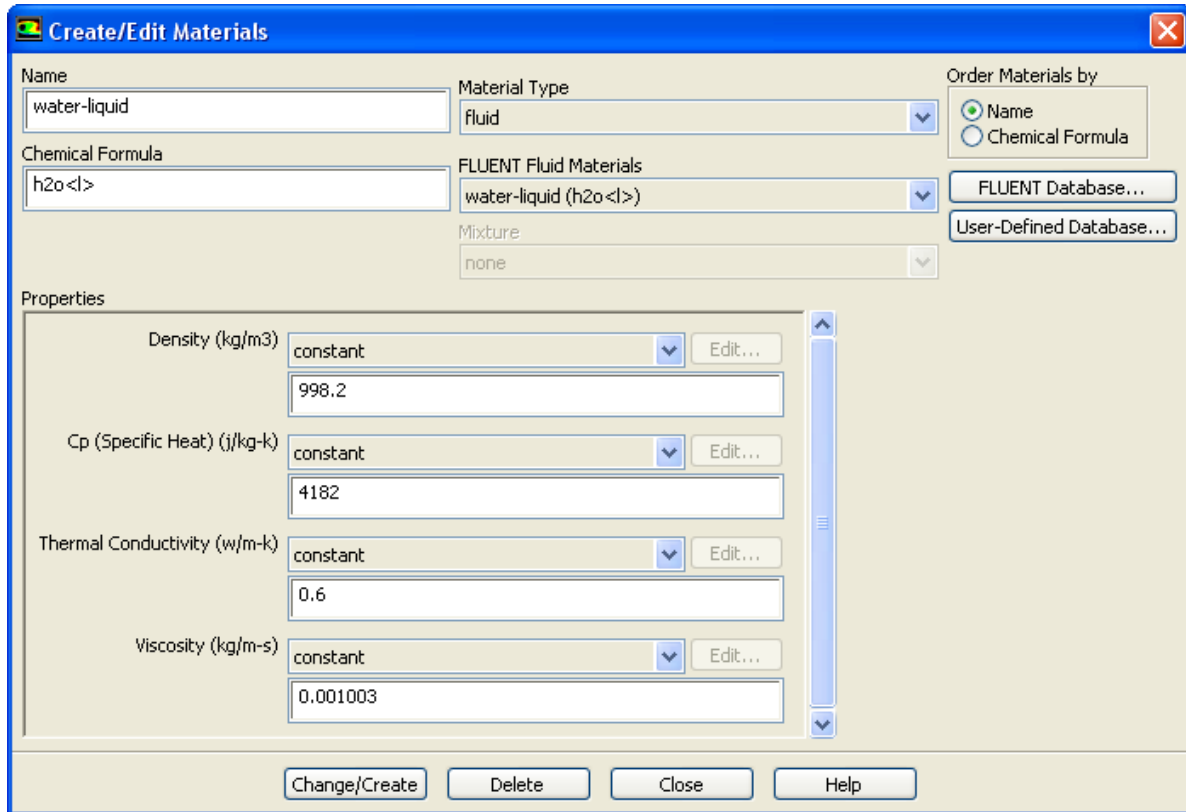 Create/Edit Materials
Name
water-liquid
Chemical Formula
h2o<l>
Material Type
fluid
FLUENT Fluid Materials
water-liquid (h2o<l>)
Mixture
none
Order Materials by
Name
Chemical Formula
FLUENT Database...
User-Defined Database...
Properties
Density (kg/m3) constant Edit...
998.2
Cp (Specific Heat) (j/kg-k) constant Edit...
4182
Thermal Conductivity (w/m-k) constant Edit...
0.6
Viscosity (kg/m-s) constant Edit...
0.001003
Change/Create Delete Close Help